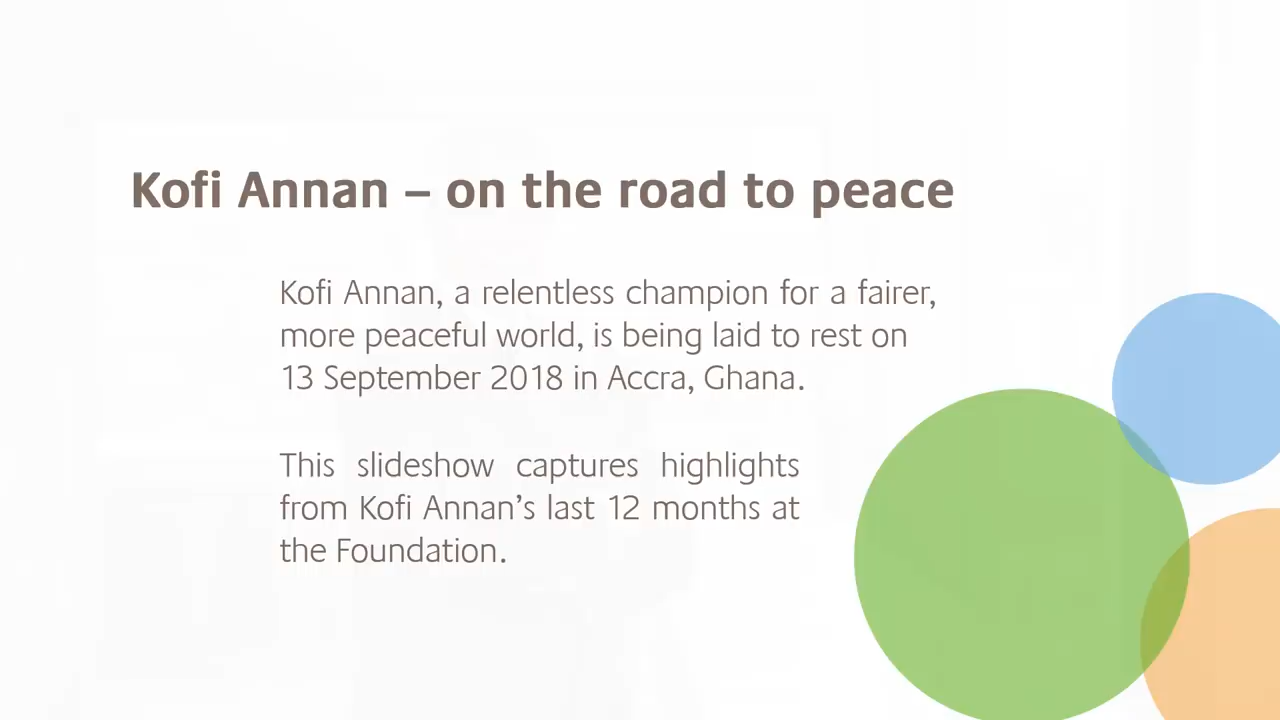 Kofi Annan – on the road to peace
Kofi Annan, a relentless champion for a fairer,
more peaceful world, is being laid to rest on
13 September 2018 in Accra, Ghana.
This slideshow captures highlights
from Kofi Annan’s last 12 months at
the Foundation.